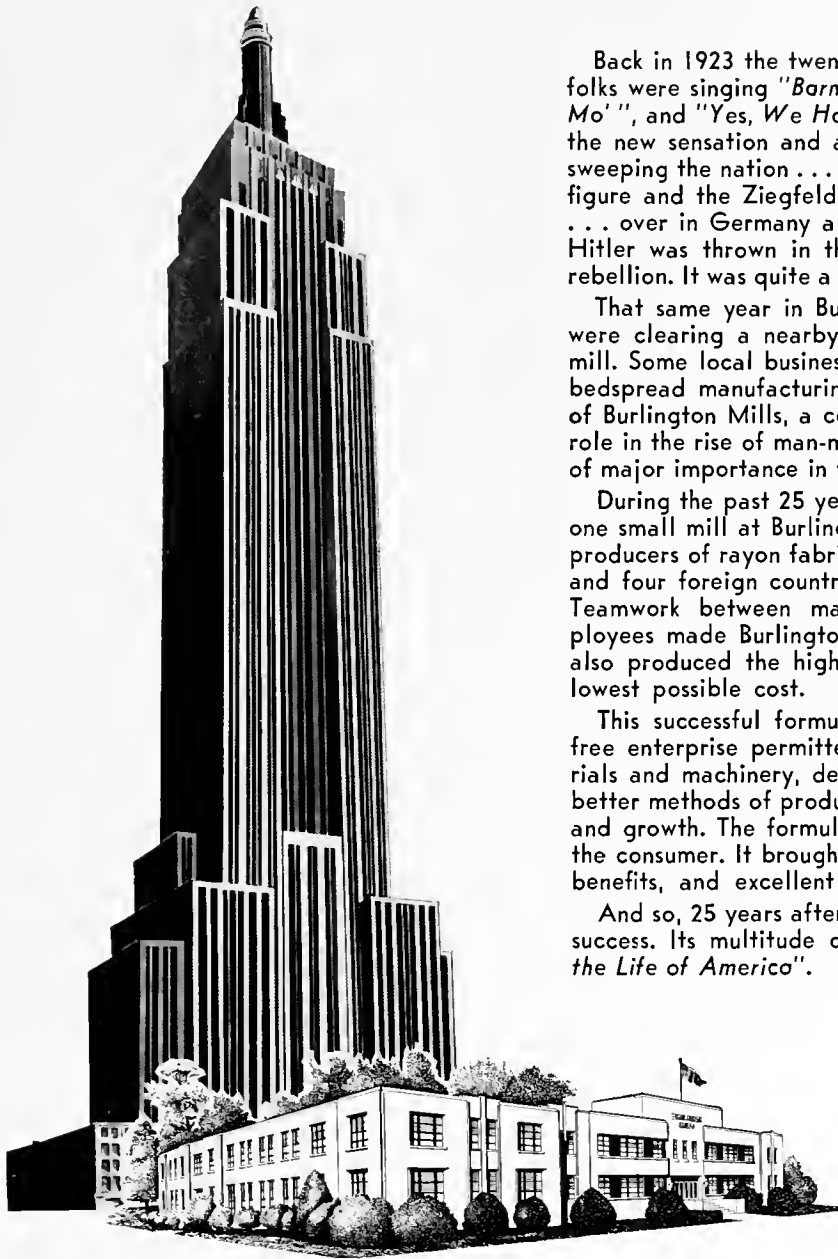 Back in 1923 the twen
folks were singing "Barn
Mo' ", and "Yes, We Ha
the new sensation and a
sweeping the nation . . .
figure and the Ziegfeld
. . . over in Germany a
Hitler was thrown in th
rebellion. It was quite a
That same year in Bu
were clearing a nearby
mill. Some local busines
bedspread manufacturin
of Burlington Mills, a co
role in the rise of man-m
of major importance in t
During the past 25 ye
one small mill at Burling
producers of rayon fabri
and four foreign countr
Teamwork between ma
ployees made Burlingto
also produced the high
lowest possible cost.
This successful formu
free enterprise permitte
rials and machinery, de
better methods of produ
and growth. The formul
the consumer. It brough
benefits, and excellent
And so, 25 years after
success. Its multitude o
the Life of America".